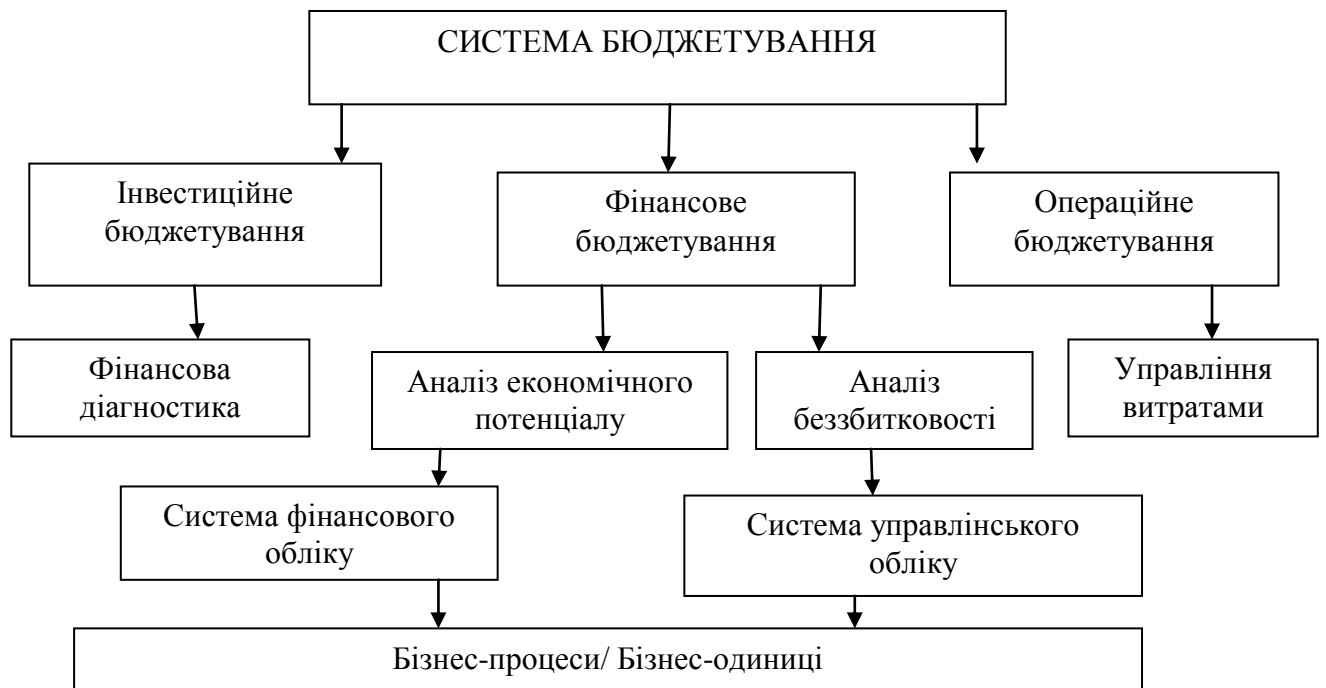 СИСТЕМА БЮДЖЕТУВАННЯ
Інвестиційне
бюджетування
Фінансове
бюджетування
Операційне
бюджетування
Фінансова
діагностика
Аналіз економічного
потенціалу
Аналіз
беззбитковості
Управління
витратами
Система фінансового
обліку
Система управлінського
обліку
Бізнес-процеси/ Бізнес-одиниці